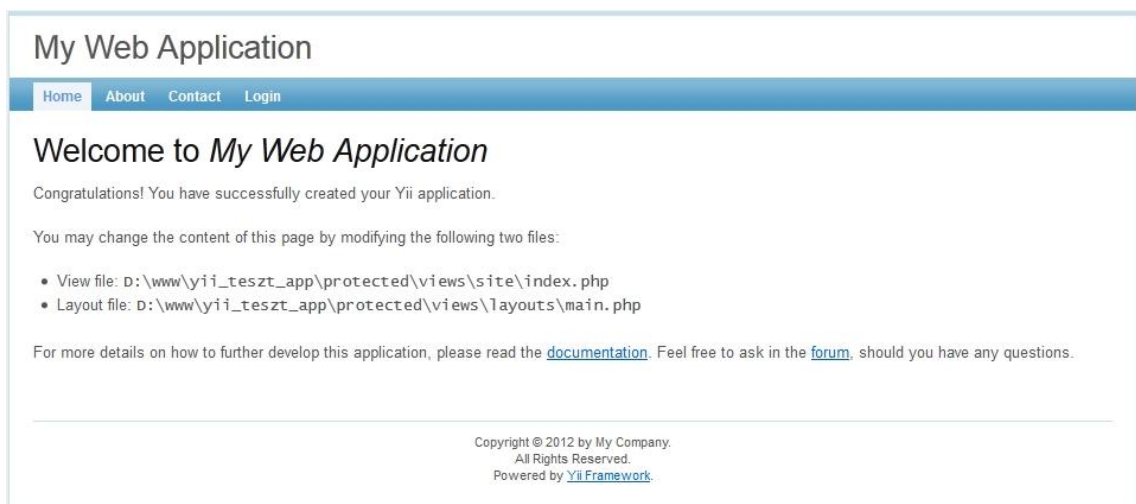 My Web Application
Home About Contact Login
Welcome to My Web Application
Congratulations! You have successfully created your Yii application.
You may change the content of this page by modifying the following two files:
• View file: D:\www\yii_teszt_app\protected\views\site\index.php
• Layout file: D:\www\yii_teszt_app\protected\views\layouts\main.php
For more details on how to further develop this application, please read the documentation. Feel free to ask in the forum, should you have any questions.
Copyright © 2012 by My Company.
All Rights Reserved.
Powered by Yii Framework.